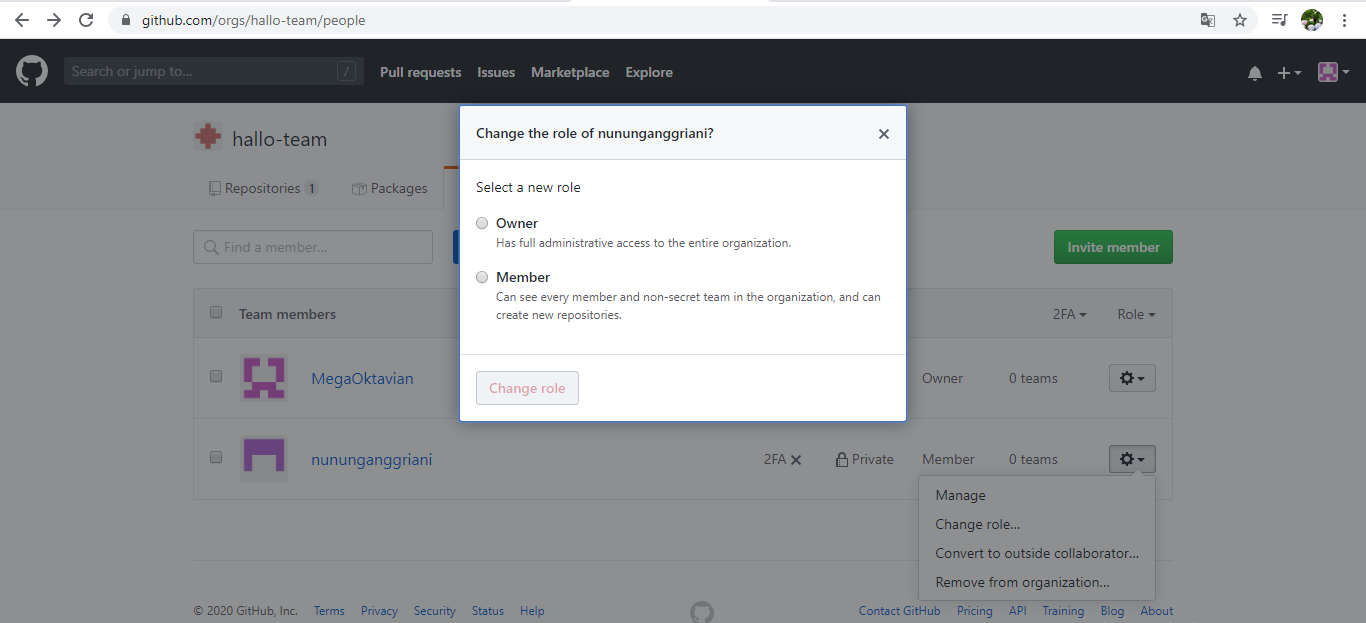 github.com/orgs/hallo-team/people
Search or jump to... / Pull requests Issues Marketplace Explore
hallo-team
Repositories 1 Packages
Find a member...
Invite member
Change the role of nununganggriani?
Select a new role
Owner
Has full administrative access to the entire organization.
Member
Can see every member and non-secret team in the organization, and can
create new repositories.
Change role
Team members 2FA Role
MegaOktavian Owner 0 teams
nununganggriani 2FA Private Member 0 teams
Manage
Change role...
Convert to outside collaborator...
Remove from organization...
© 2020 GitHub, Inc. Terms Privacy Security Status Help Contact GitHub Pricing API Training Blog About